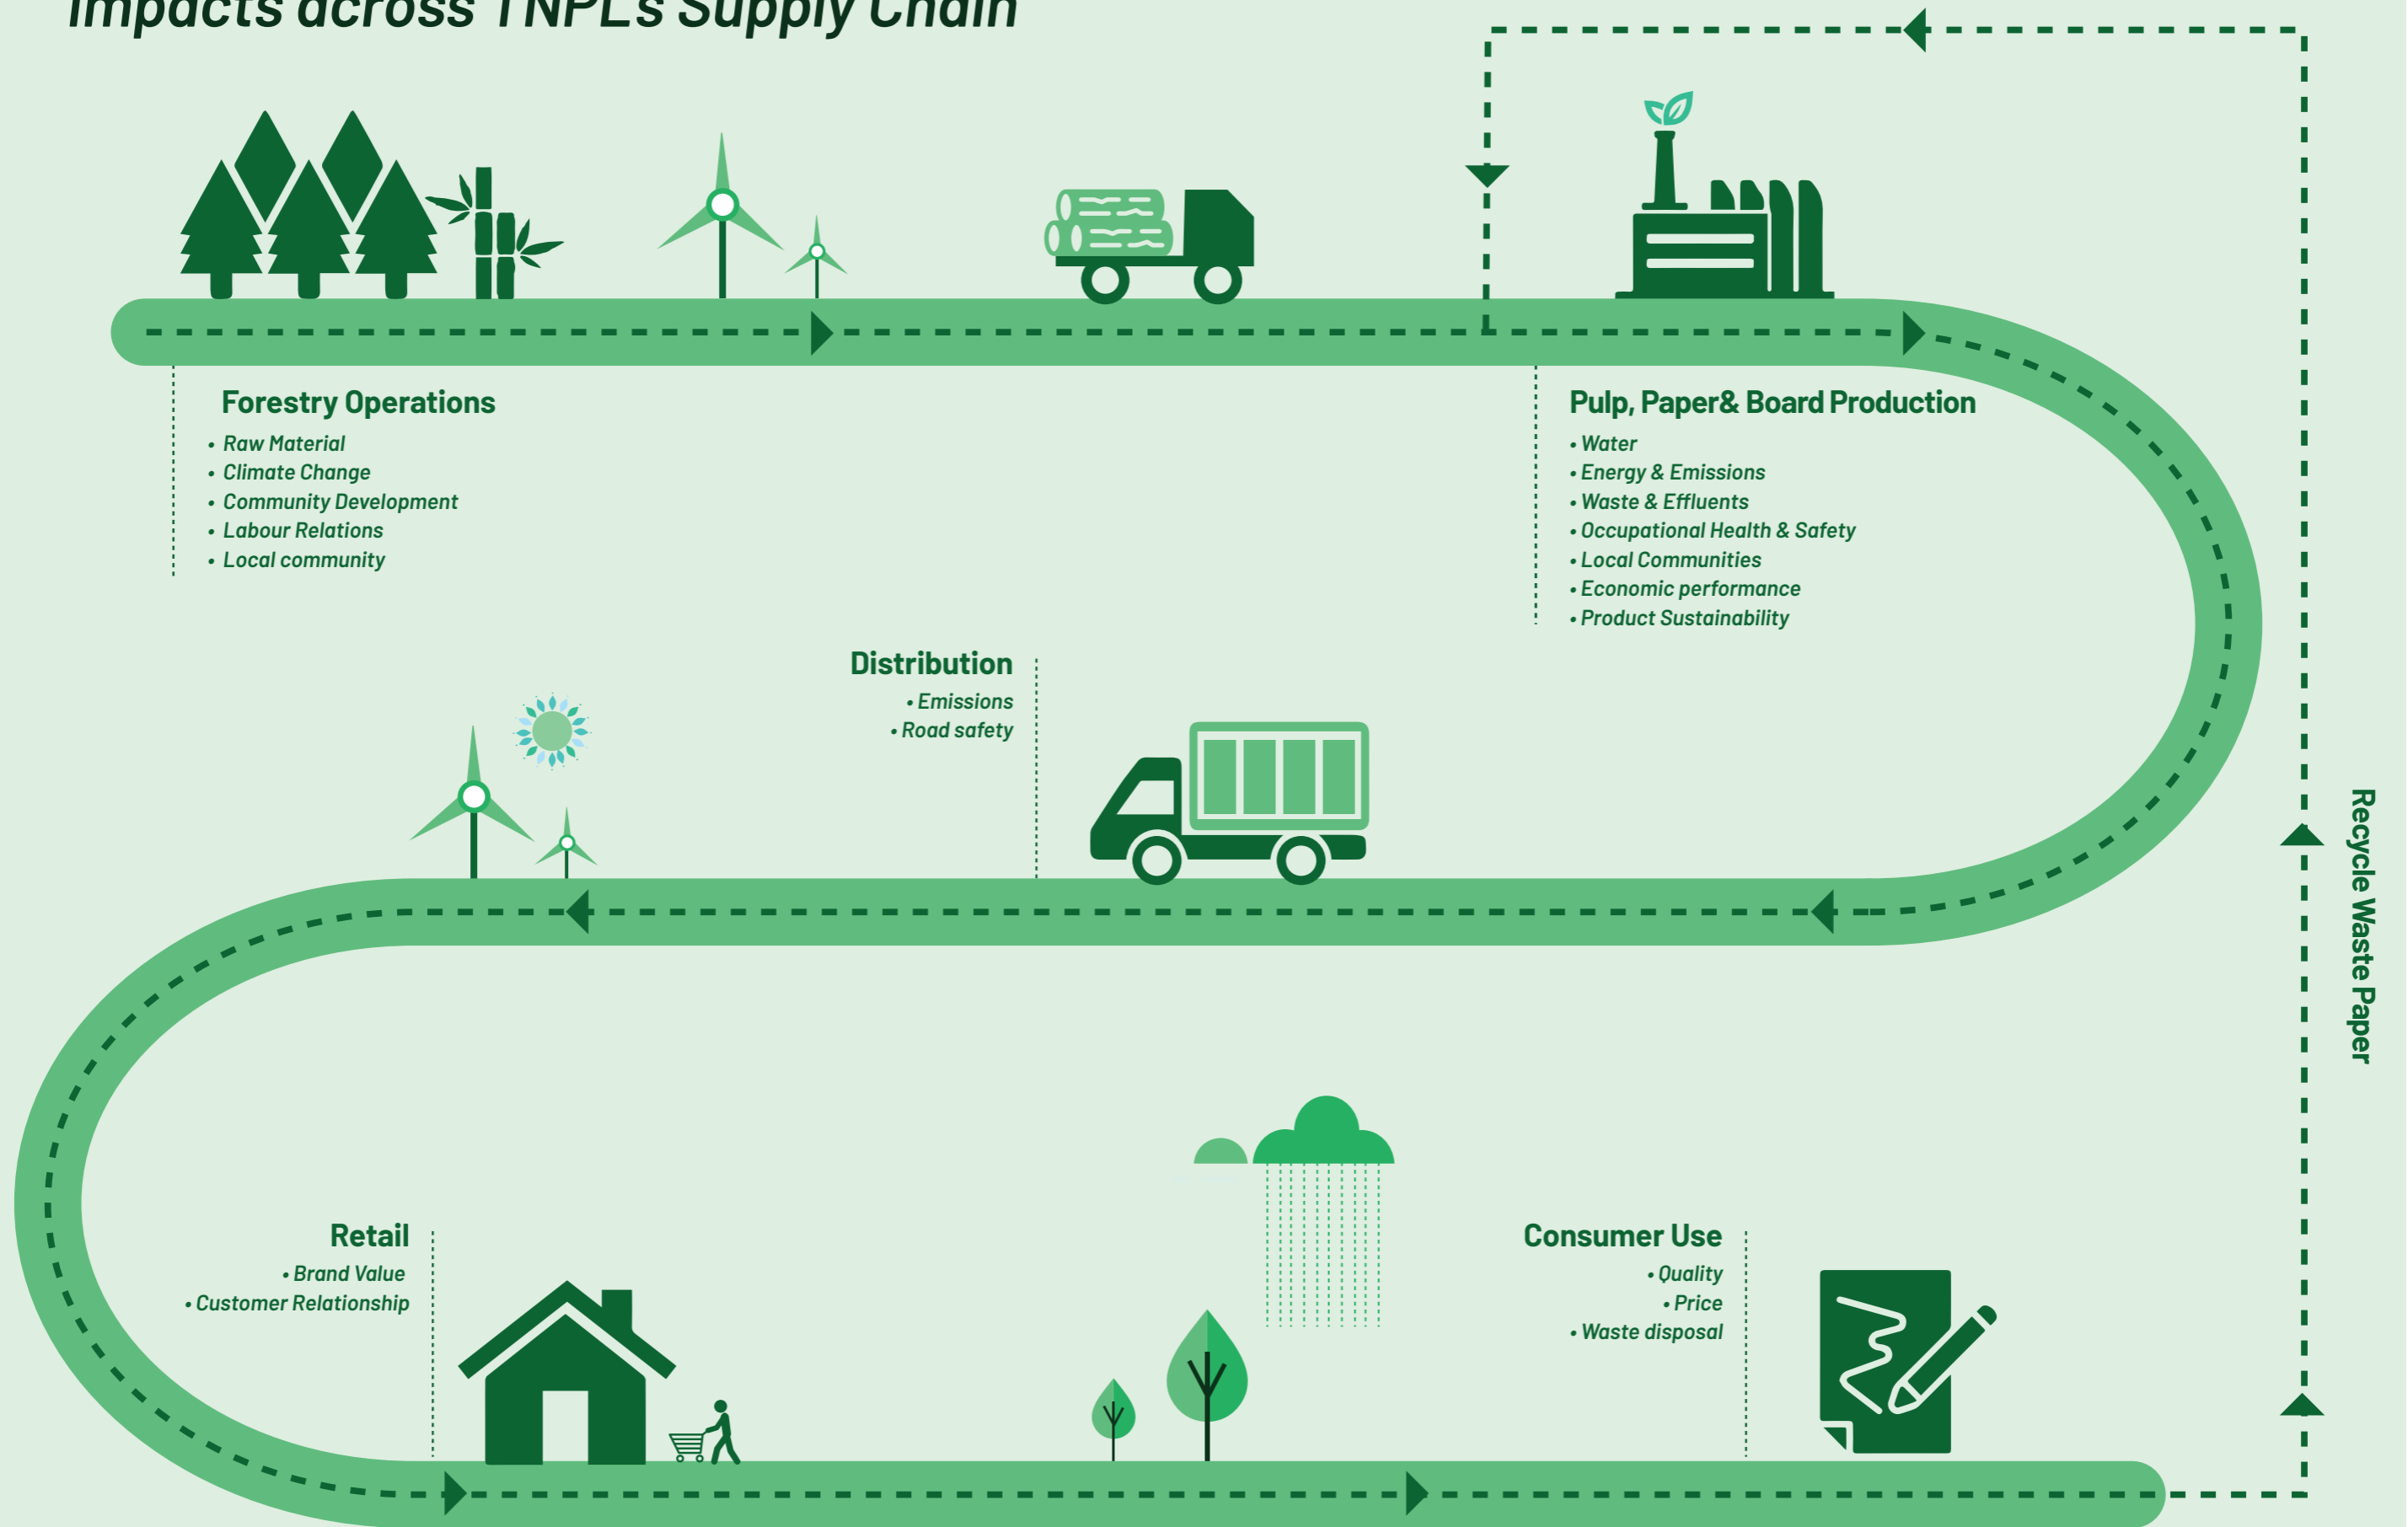 Impacts across TNPL's Supply Chain
Forestry Operations
• Raw Material
• Climate Change
• Community Development
• Labour Relations
• Local community
Pulp, Paper& Board Production
• Water
• Energy & Emissions
• Waste & Effluents
• Occupational Health & Safety
• Local Communities
• Economic performance
• Product Sustainability
Distribution
• Emissions
• Road safety
Recycle Waste Paper
Retail
• Brand Value
• Customer Relationship
Consumer Use
• Quality
• Price
• Waste disposal